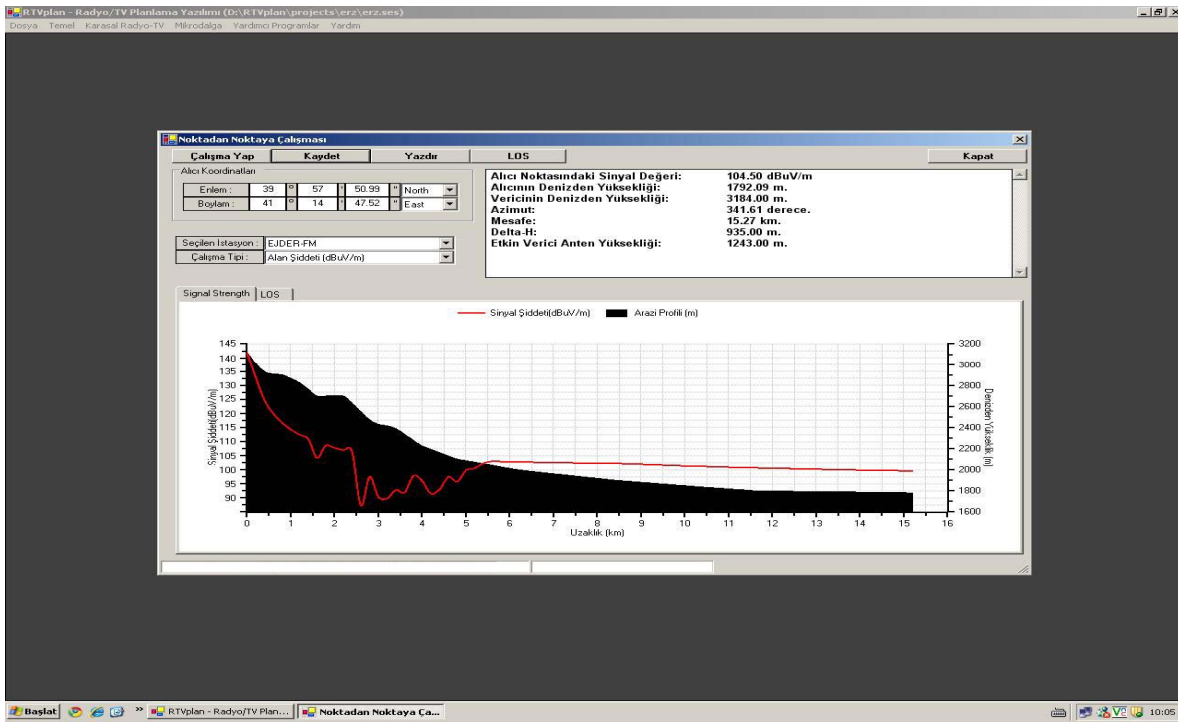 RTVplan - Radyo/TV Planlama Yazılımı (D:\RTVplan\projects\erz\erz.ses)
Dosya Temel Karasal Radyo-TV Mikrodalga Yardımcı Programlar Yardım
Noktadan Noktaya Çalışması
Çalışma Yap Kaydet Yazdır LOS Kapat
Alıcı Koordinatları
Enlem : 39 ° 57 ' 50.99 " North
Boylam : 41 ° 14 ' 47.52 " East
Seçilen İstasyon : EJDER-FM
Çalışma Tipi : Alan Şiddeti (dBuV/m)
Alıcı Noktasındaki Sinyal Değeri: 104.50 dBuV/m
Alıcının Denizden Yüksekliği: 1792.09 m.
Vericinin Denizden Yüksekliği: 3184.00 m.
Azimut: 341.61 derece.
Mesafe: 15.27 km.
Delta-H: 935.00 m.
Etkin Verici Anten Yüksekliği: 1243.00 m.
Signal Strength LOS
Sinyal Şiddeti(dBuV/m) Arazi Profili (m)
Sinyal Şiddeti(dBuV/m)
145
140
135
130
125
120
115
110
105
100
95
90
3200
3000
2800
2600
2400
2200
2000
1800
1600
Denizden Yükseklik (m)
0 1 2 3 4 5 6 7 8 9 10 11 12 13 14 15 16
Uzaklık (km)
Başlat » RTVplan - Radyo/TV Plan... Noktadan Noktaya Ça... 10:05